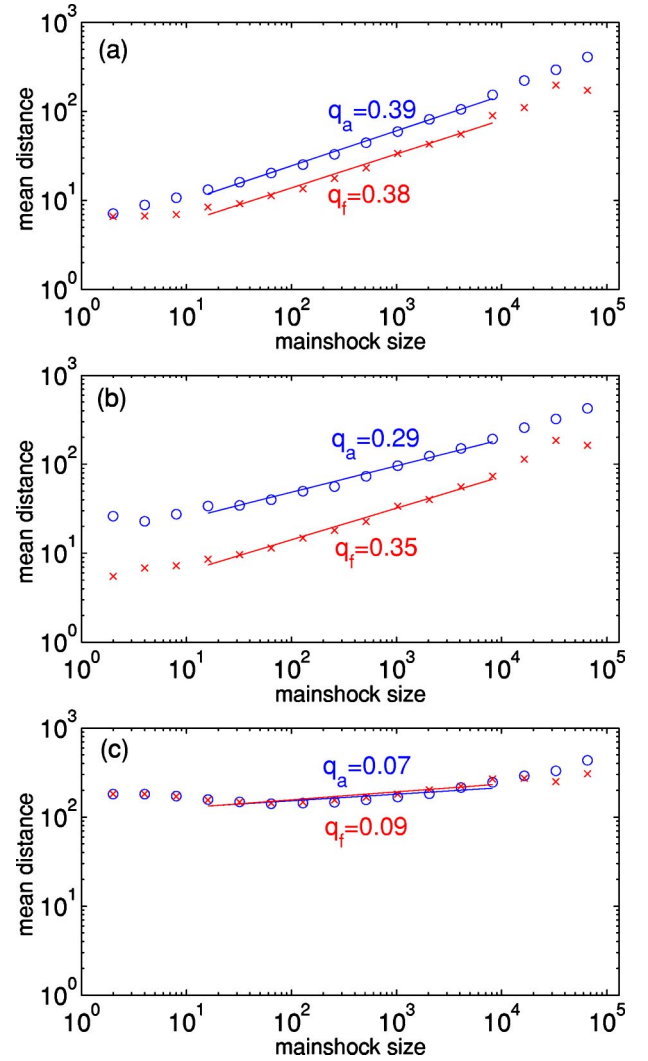 (a)
10^3
10^2
10^1
10^0
mean distance
q_a=0.39
q_f=0.38
10^0 10^1 10^2 10^3 10^4 10^5
mainshock size
(b)
10^3
10^2
10^1
10^0
mean distance
q_a=0.29
q_f=0.35
10^0 10^1 10^2 10^3 10^4 10^5
mainshock size
(c)
10^3
10^2
10^1
10^0
mean distance
q_a=0.07
q_f=0.09
10^0 10^1 10^2 10^3 10^4 10^5
mainshock size